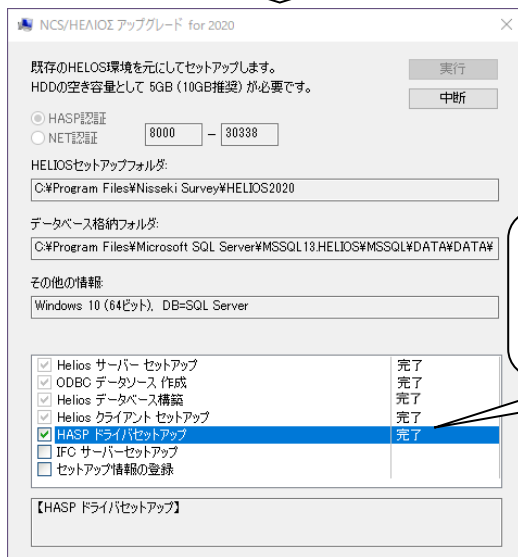 NCS/HEΛIOΣ アップグレード for 2020
既存のHELOS環境を元にしてセットアップします。
HDDの空き容量として 5GB (10GB推奨) が必要です。
実行
中断
HASP認証
NET認証
8000 - 30338
HELIOSセットアップフォルダ:
C:¥Program Files¥Nisseki Survey¥HELIOS2020
データベース格納フォルダ:
C:¥Program Files¥Microsoft SQL Server¥MSSQL13.HELIOS¥MSSQL¥DATA¥DATA¥
その他の情報:
Windows 10 (64ビット), DB=SQL Server
Helios サーバー セットアップ 完了
ODBC データソース 作成 完了
Helios データベース構築 完了
Helios クライアント セットアップ 完了
HASP ドライバセットアップ 完了
IFC サーバーセットアップ
セットアップ情報の登録
【HASP ドライバセットアップ】